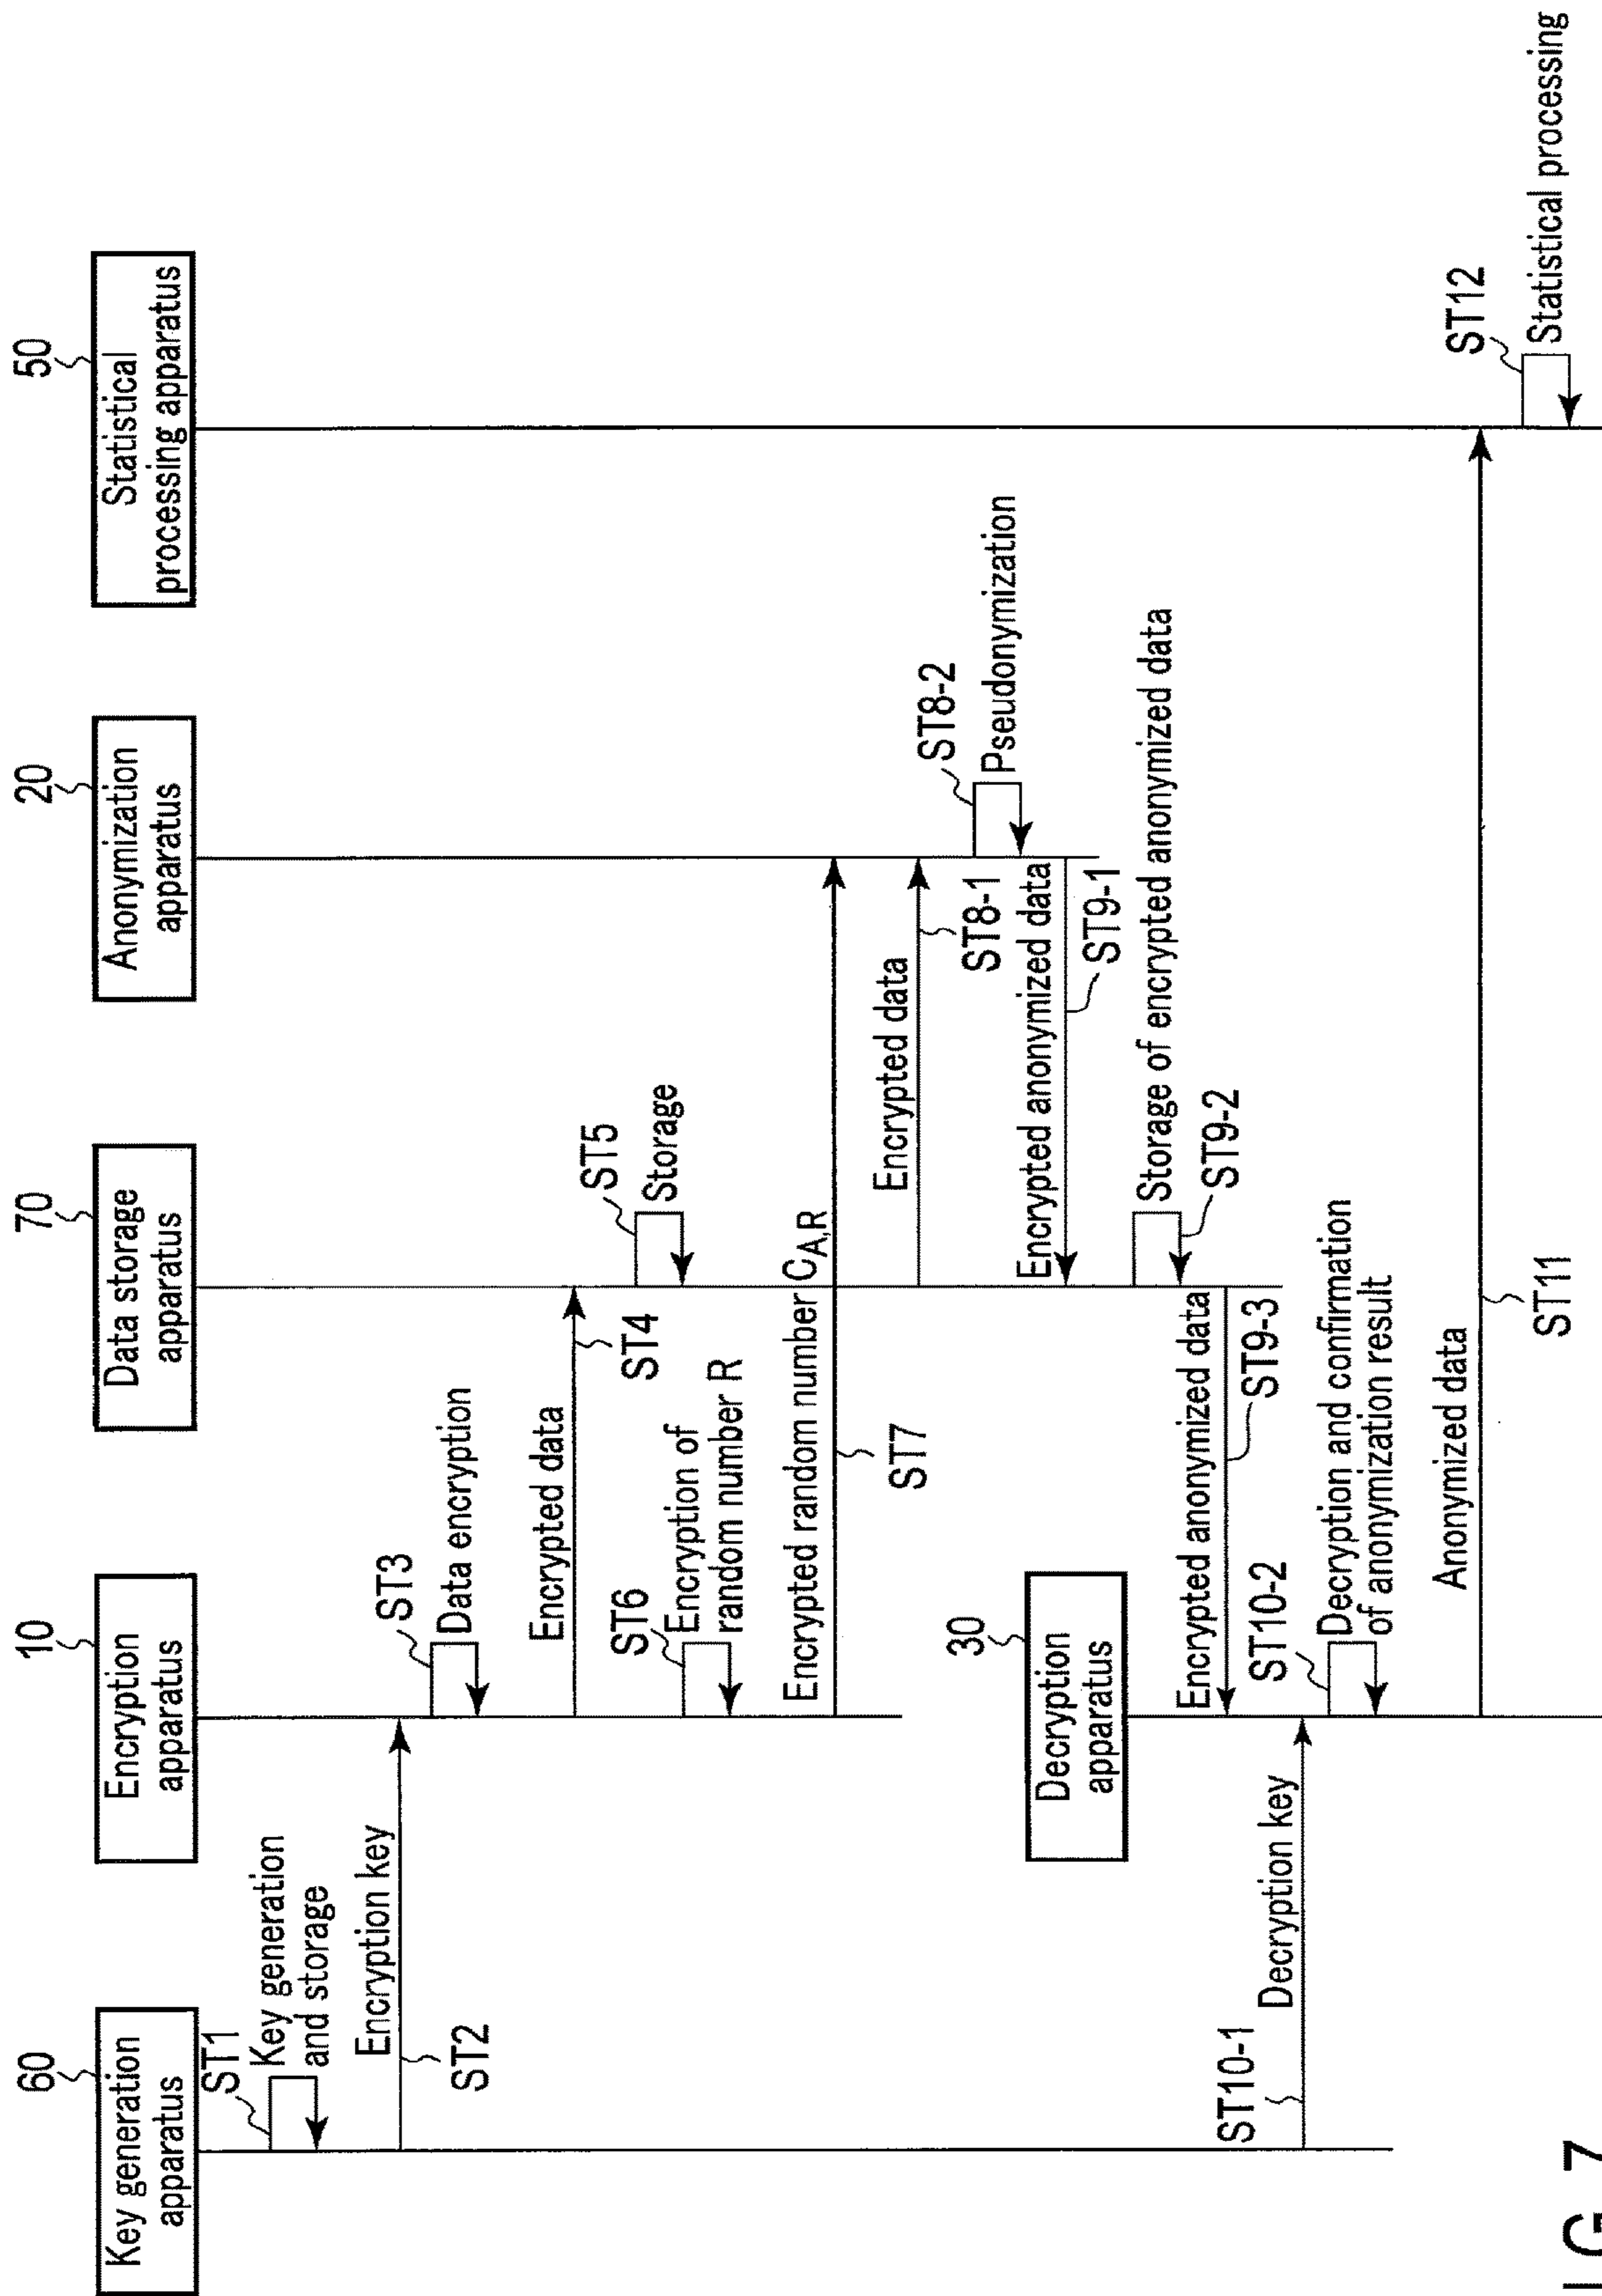 60
Key generation
apparatus
10
Encryption
apparatus
70
Data storage
apparatus
20
Anonymization
apparatus
50
Statistical
processing apparatus
ST1
Key generation
and storage
Encryption key
ST2
ST3
Data encryption
Encrypted data
ST4
ST5
Storage
ST6
Encryption of
random number R
Encrypted random number C_A,R
ST7
Encrypted data
ST8-1
ST8-2
Pseudonymization
Encrypted anonymized data
ST9-1
Storage of encrypted anonymized data
ST9-2
30
Decryption
apparatus
Encrypted anonymized data
ST9-3
ST10-1
Decryption key
ST10-2
Decryption and confirmation
of anonymization result
Anonymized data
ST11
ST12
Statistical processing
IG. 7